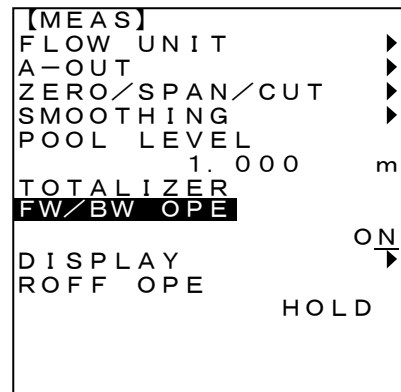 【MEAS】
FLOW UNIT ▶
A-OUT ▶
ZERO/SPAN/CUT ▶
SMOOTHING ▶
POOL LEVEL
1.000 m
TOTALIZER
FW/BW OPE
ON
DISPLAY ▶
ROFF OPE
HOLD